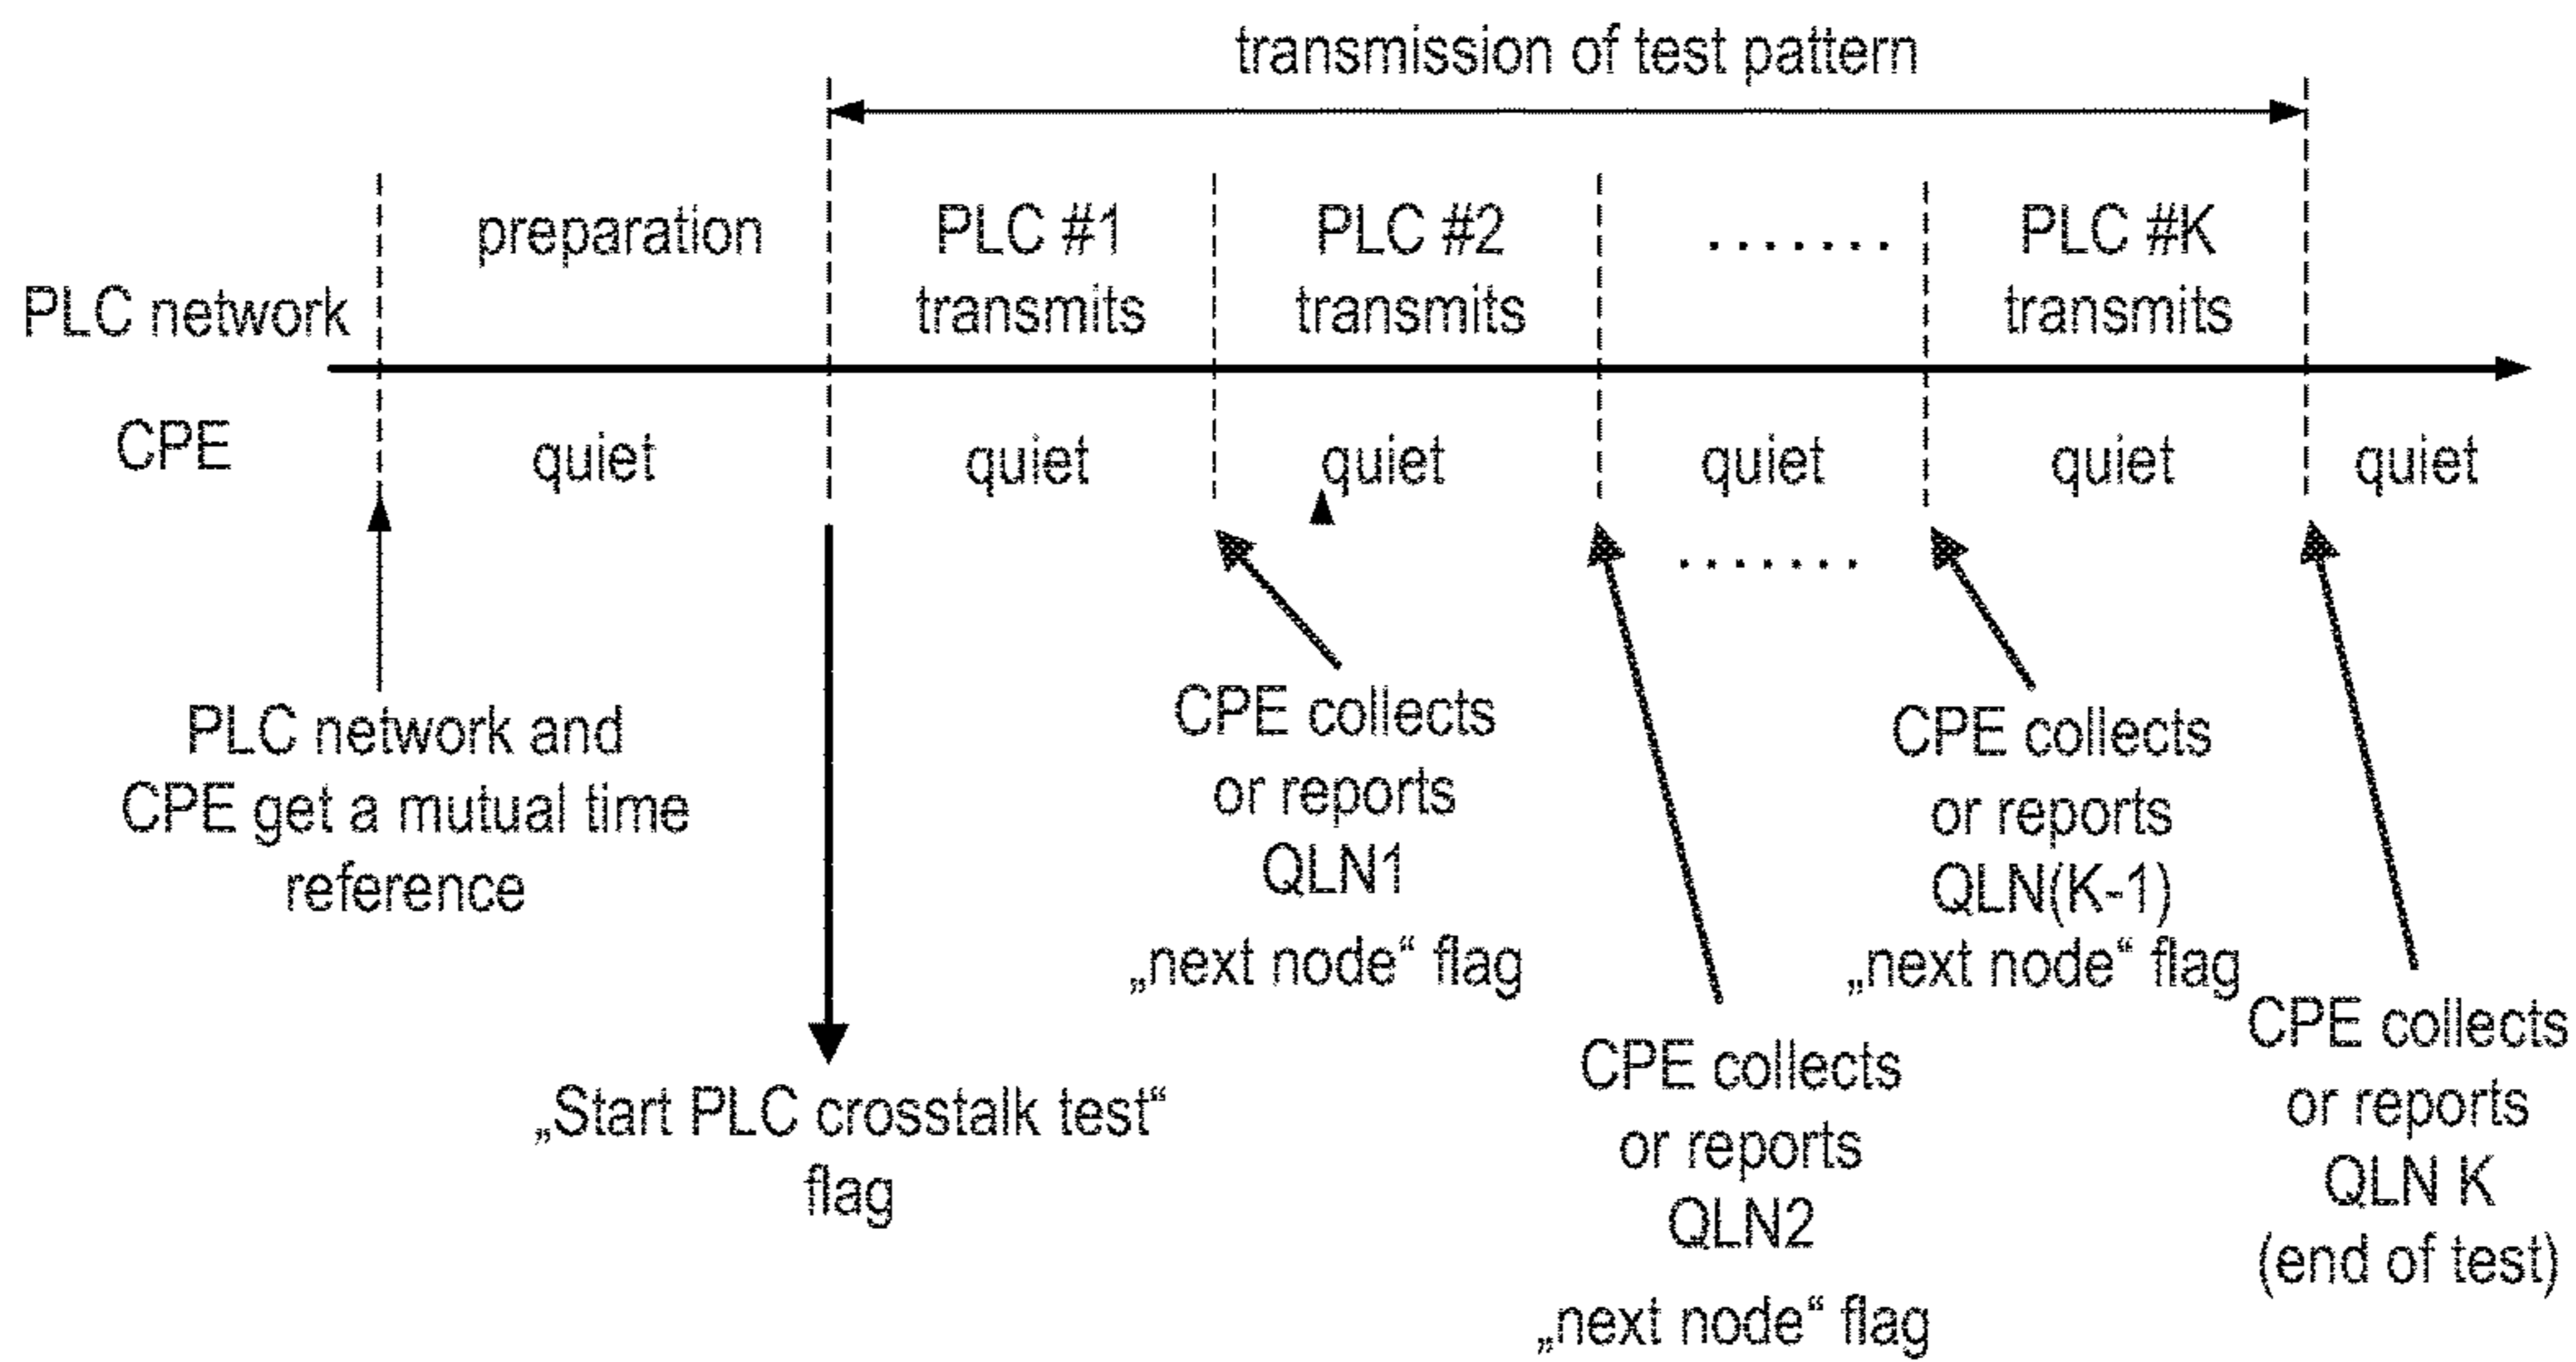 transmission of test pattern
preparation
PLC #1
transmits
PLC #2
transmits
.......
PLC #K
transmits
PLC network
CPE
quiet
quiet
quiet
quiet
quiet
quiet
.......
PLC network and
CPE get a mutual time
reference
„Start PLC crosstalk test“
flag
CPE collects
or reports
QLN1
„next node“ flag
CPE collects
or reports
QLN2
„next node“ flag
CPE collects
or reports
QLN(K-1)
„next node“ flag
CPE collects
or reports
QLN K
(end of test)